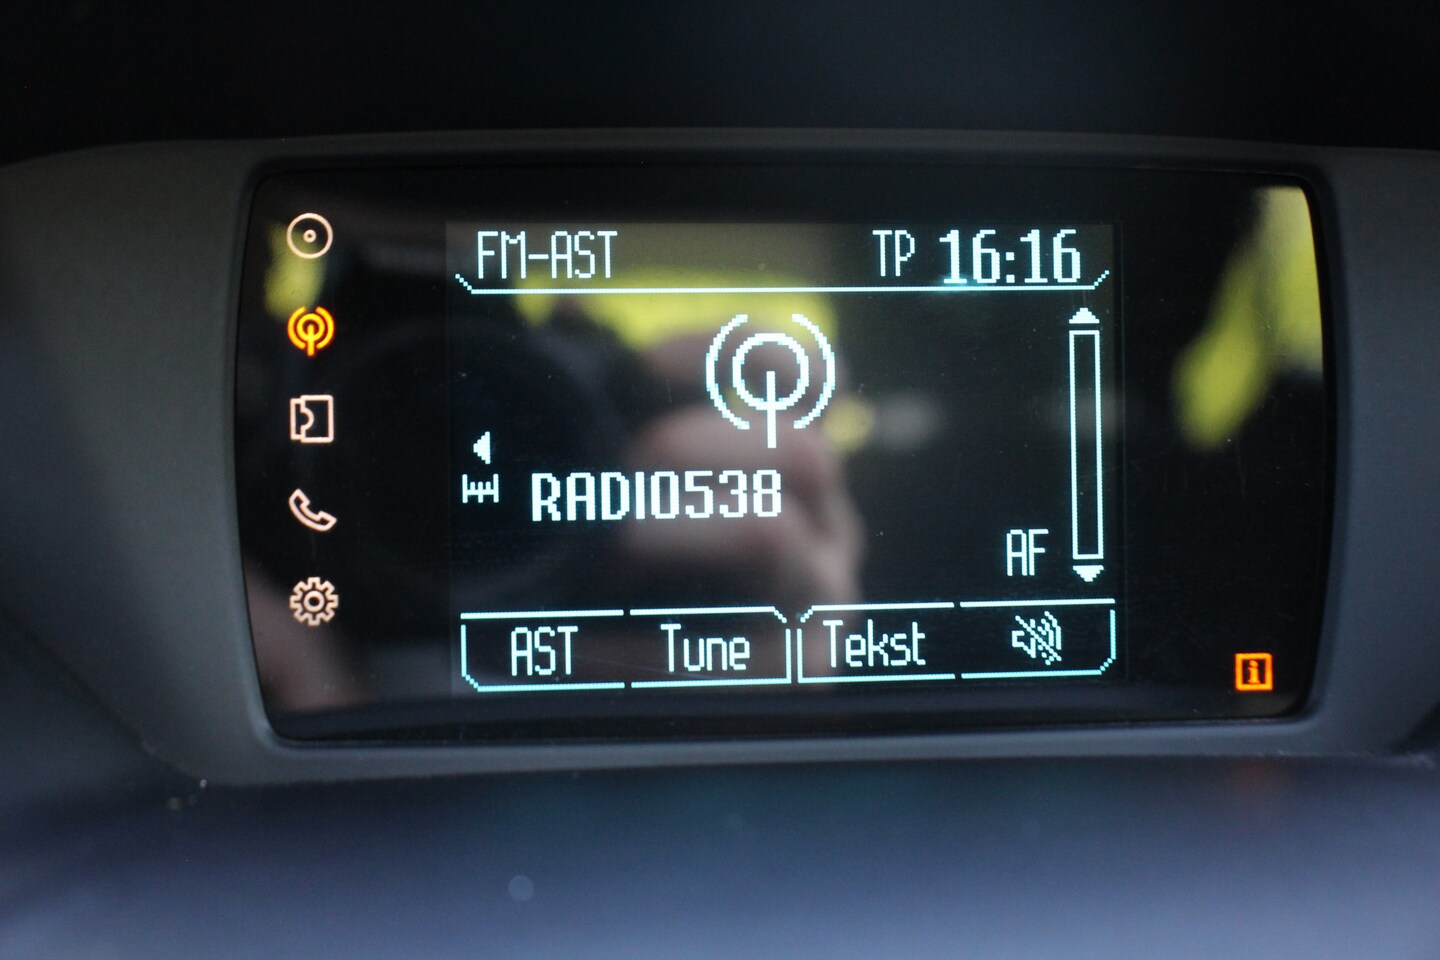 FM-AST TP 16:16
RADIO538
AF
AST Tune Tekst
i